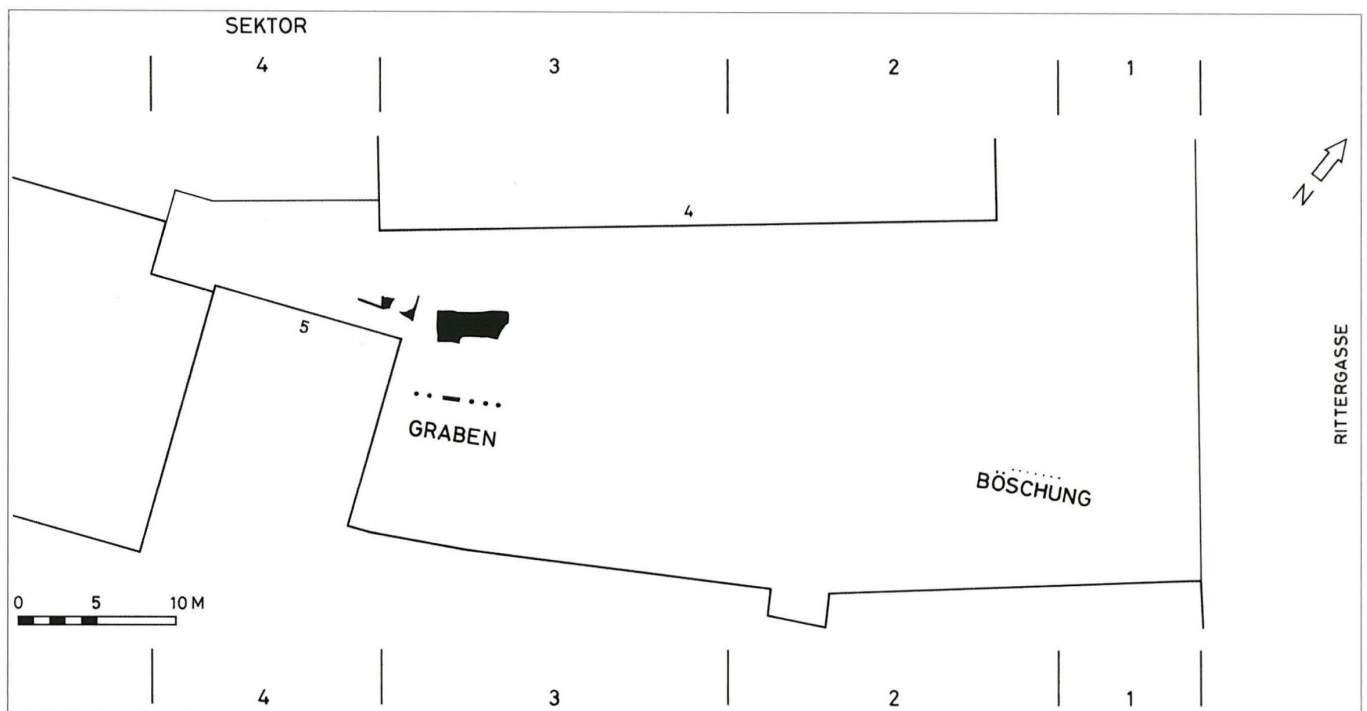 SEKTOR
4 3 2 1
4
N
5
RITTERGASSE
GRABEN
BÖSCHUNG
0 5 10 M
4 3 2 1